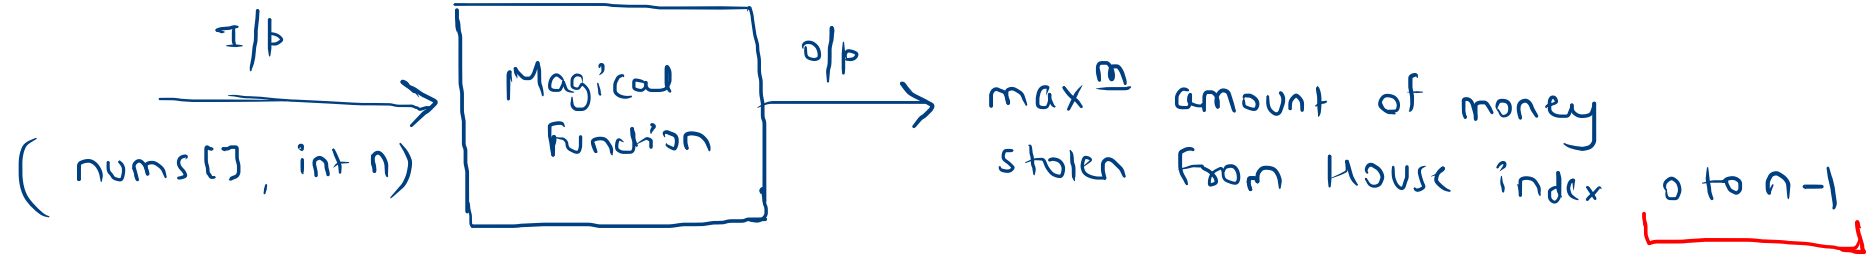 I/p
(nums[], int n)
Magical
Function
O/p
maxm amount of money
stolen from House index 0 to n-1